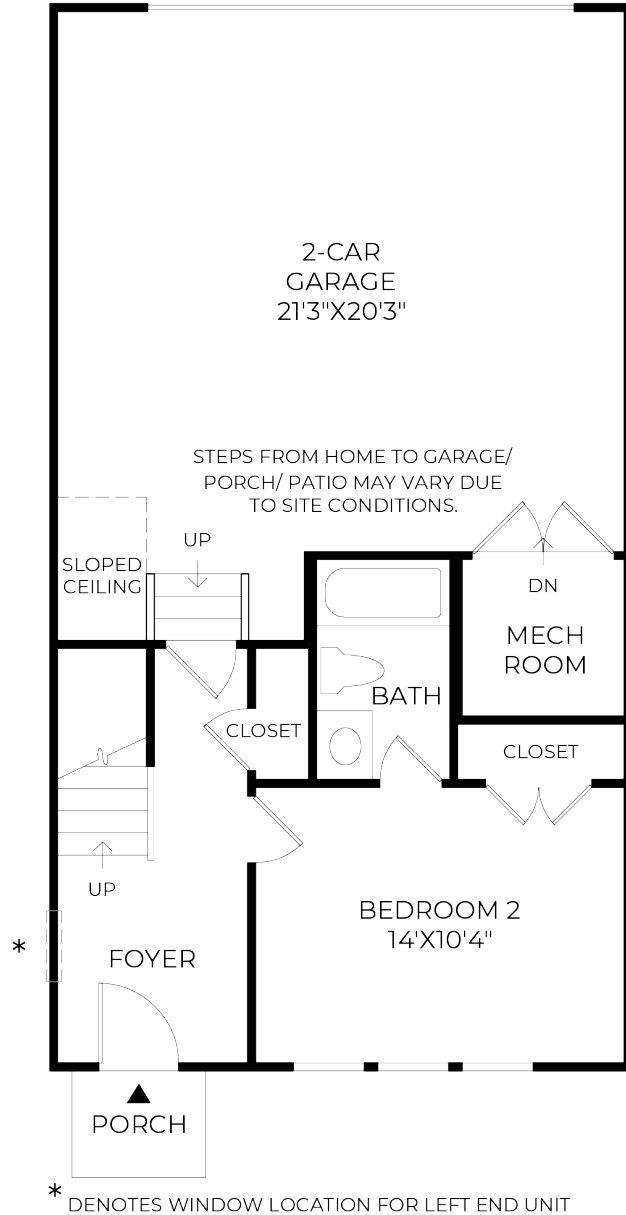 2-CAR
GARAGE
21'3"X20'3"
STEPS FROM HOME TO GARAGE/
PORCH/ PATIO MAY VARY DUE
TO SITE CONDITIONS.
UP
SLOPED
CEILING
DN
MECH
ROOM
BATH
CLOSET
CLOSET
UP
BEDROOM 2
14'X10'4"
*
FOYER
PORCH
* DENOTES WINDOW LOCATION FOR LEFT END UNIT